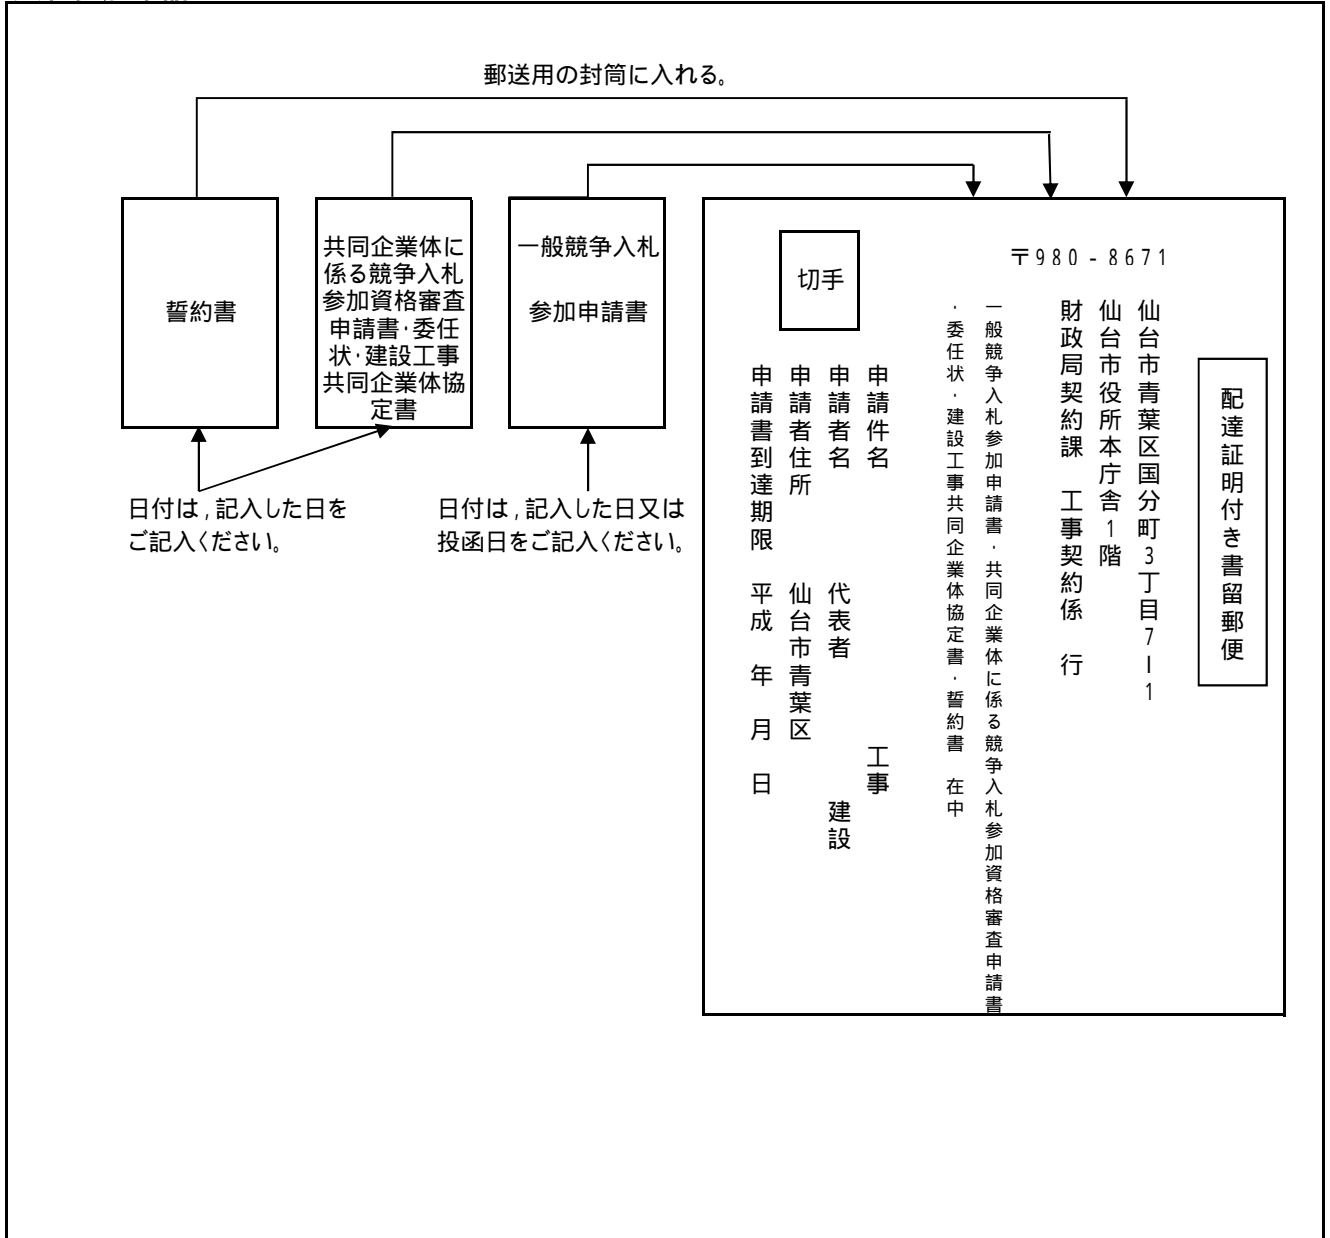 郵送用の封筒に入れる。
誓約書
共同企業体に
係る競争入札
参加資格審査
申請書・委任
状・建設工事
共同企業体協
定書
一般競争入札
参加申請書
日付は,記入した日を
ご記入ください。
日付は,記入した日又は
投函日をご記入ください。
切手
〒980-8671
配達証明付き書留郵便
仙台市青葉区国分町3丁目7ー1
仙台市役所本庁舎1階
財政局契約課 工事契約係 行
一般競争入札参加申請書・共同企業体に係る競争入札参加資格審査申請書
・委任状・建設工事共同企業体協定書・誓約書 在中
申請件名 工事
申請者名 代表者 建設
申請者住所 仙台市青葉区
申請書到達期限 平成 年 月 日